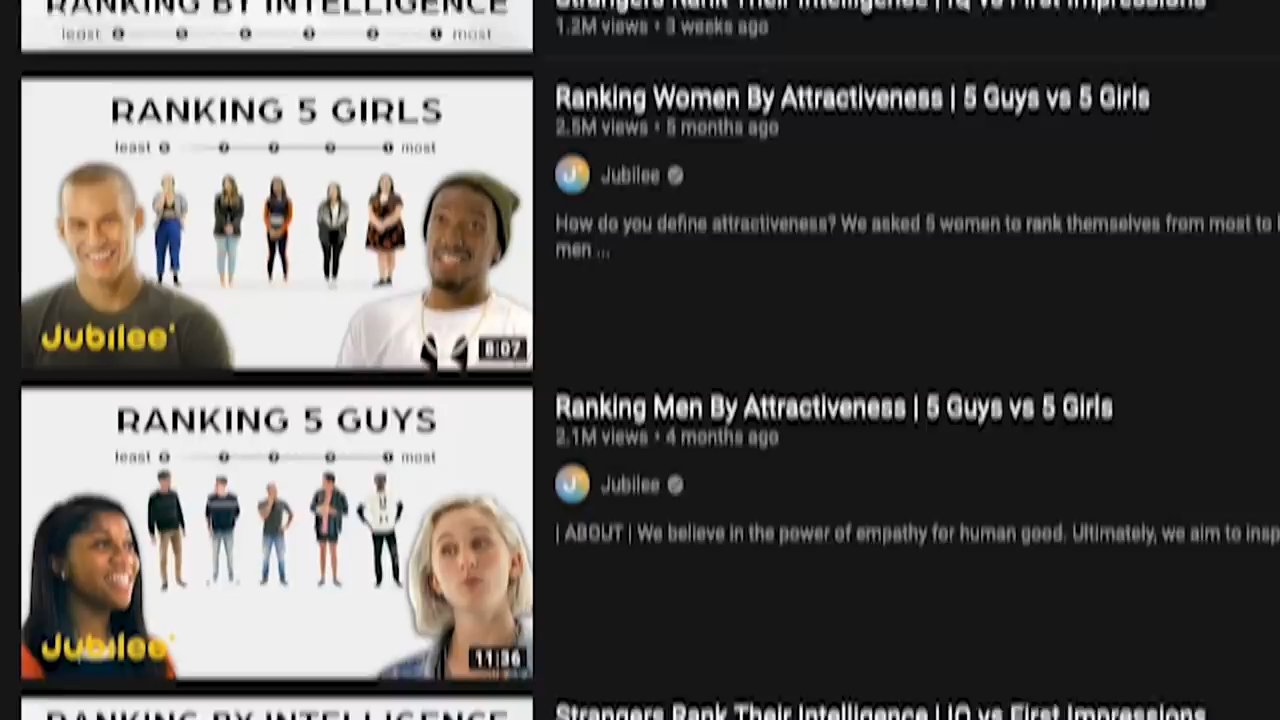 RANKING BY INTELLIGENCE
least most
Strangers Rank Their Intelligence | IQ vs First Impressions
1.2M views • 3 weeks ago
RANKING 5 GIRLS
least most
Jubilee
8:07
Ranking Women By Attractiveness | 5 Guys vs 5 Girls
2.5M views • 5 months ago
Jubilee
How do you define attractiveness? We asked 5 women to rank themselves from most to
men ...
RANKING 5 GUYS
least most
Jubilee
11:36
Ranking Men By Attractiveness | 5 Guys vs 5 Girls
2.1M views • 4 months ago
Jubilee
| ABOUT | We believe in the power of empathy for human good. Ultimately, we aim to insp
RANKING BY INTELLIGENCE
Strangers Rank Their Intelligence | IQ vs First Impressions